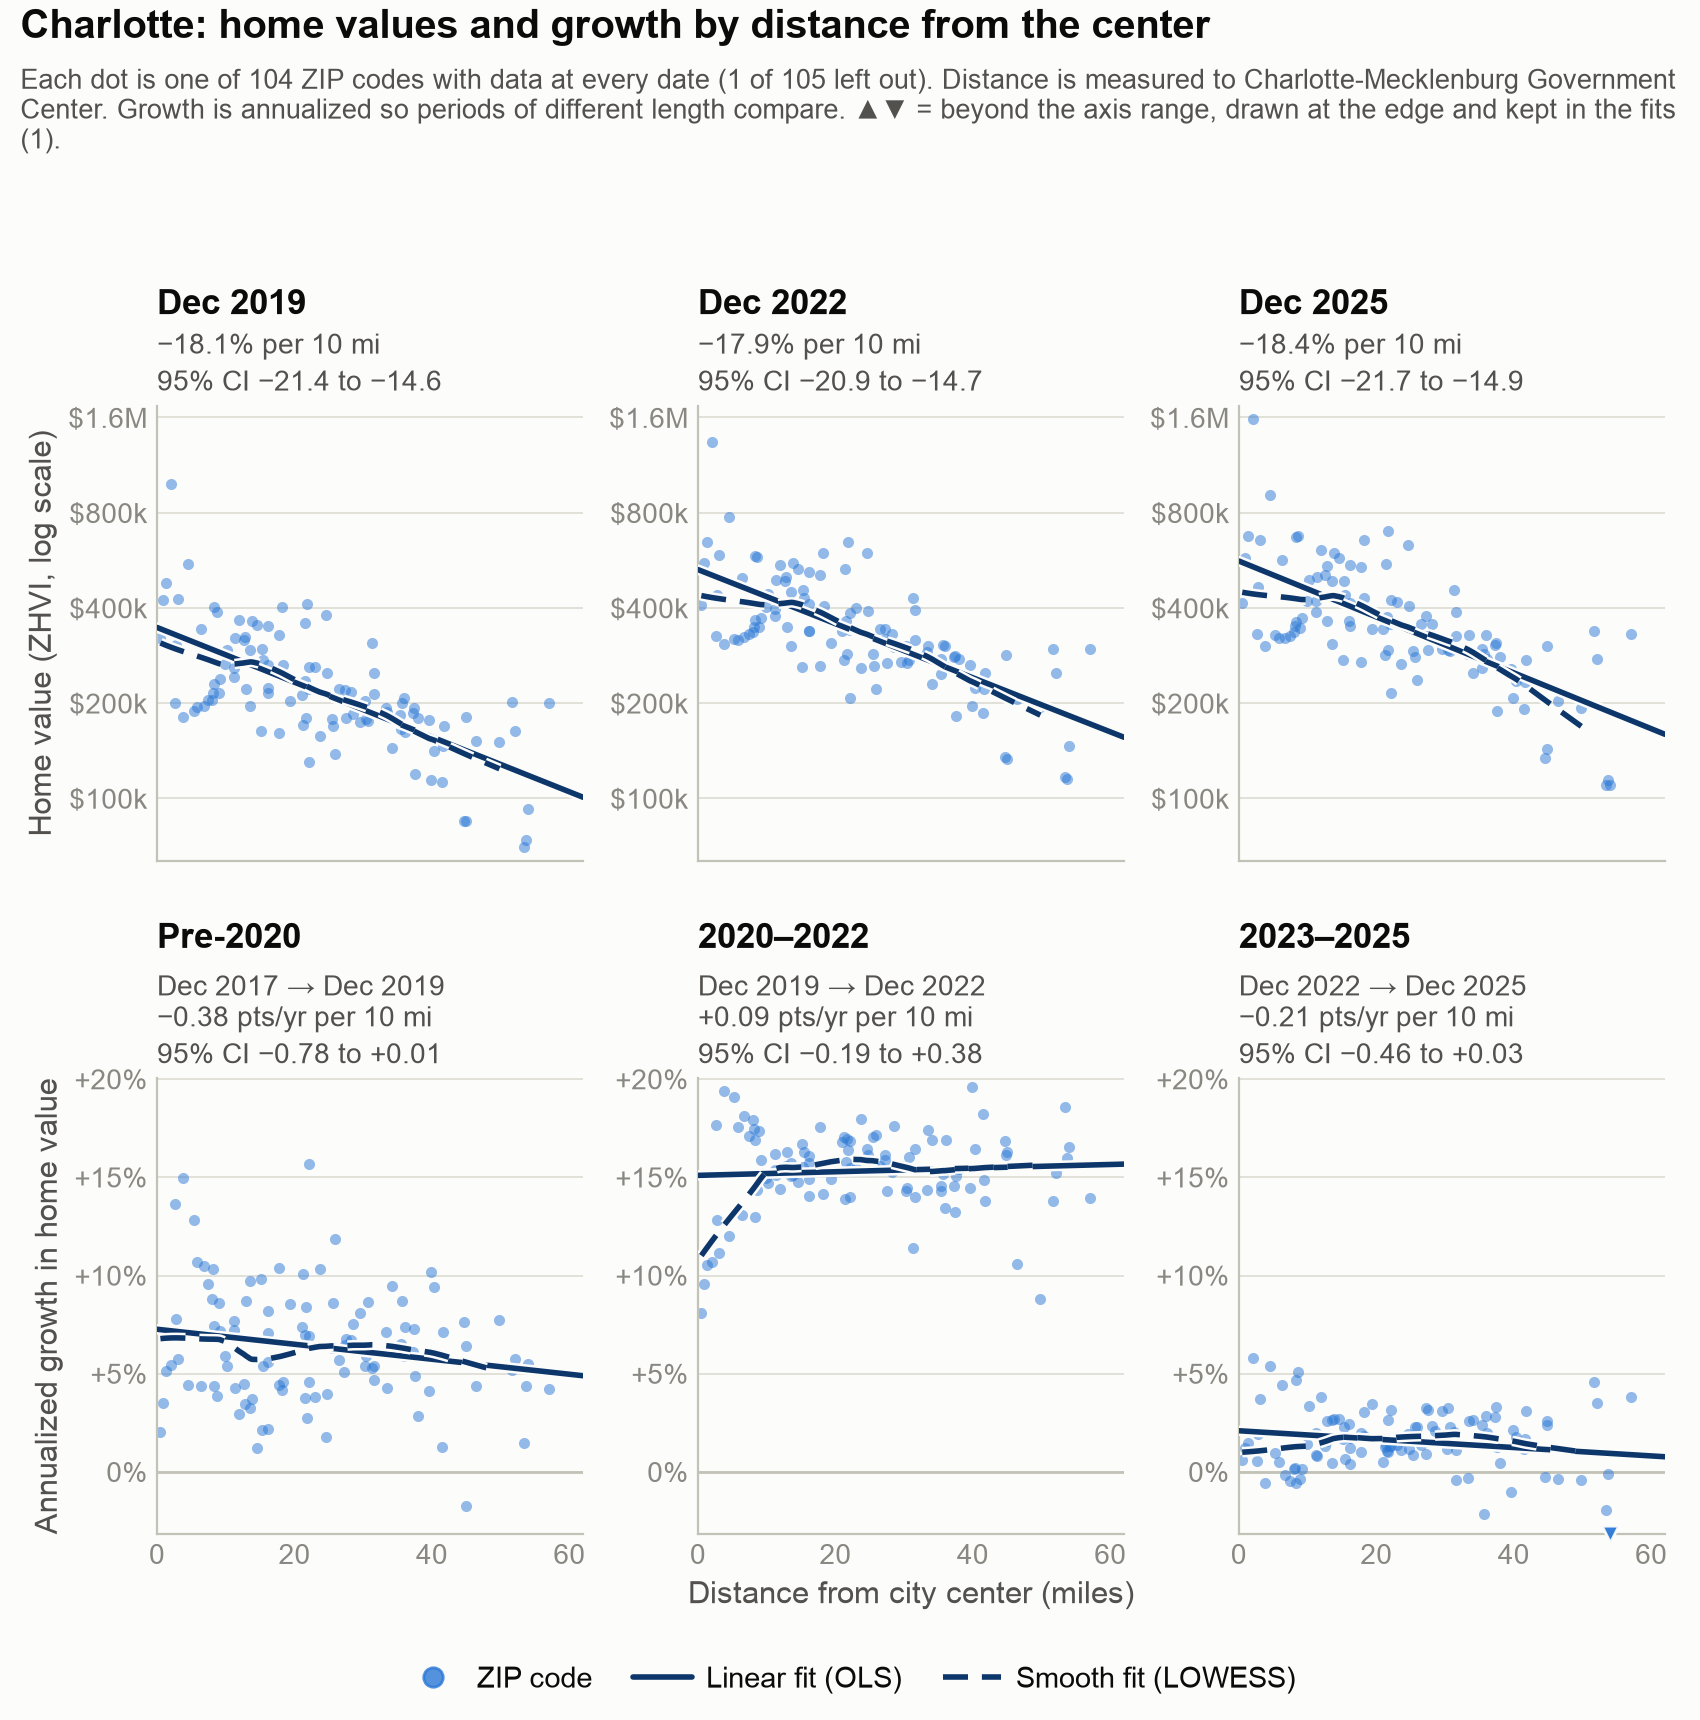 Charlotte: home values and growth by distance from the center
Each dot is one of 104 ZIP codes with data at every date (1 of 105 left out). Distance is measured to Charlotte-Mecklenburg Government
Center. Growth is annualized so periods of different length compare. ▲▼ = beyond the axis range, drawn at the edge and kept in the fits
(1).
Dec 2019
−18.1% per 10 mi
95% CI −21.4 to −14.6
Dec 2022
−17.9% per 10 mi
95% CI −20.9 to −14.7
Dec 2025
−18.4% per 10 mi
95% CI −21.7 to −14.9
Home value (ZHVI, log scale)
$1.6M
$800k
$400k
$200k
$100k
$1.6M
$800k
$400k
$200k
$100k
$1.6M
$800k
$400k
$200k
$100k
Pre-2020
Dec 2017 → Dec 2019
−0.38 pts/yr per 10 mi
95% CI −0.78 to +0.01
2020–2022
Dec 2019 → Dec 2022
+0.09 pts/yr per 10 mi
95% CI −0.19 to +0.38
2023–2025
Dec 2022 → Dec 2025
−0.21 pts/yr per 10 mi
95% CI −0.46 to +0.03
Annualized growth in home value
+20%
+15%
+10%
+5%
0%
+20%
+15%
+10%
+5%
0%
+20%
+15%
+10%
+5%
0%
0 20 40 60
0 20 40 60
0 20 40 60
Distance from city center (miles)
ZIP code
Linear fit (OLS)
Smooth fit (LOWESS)